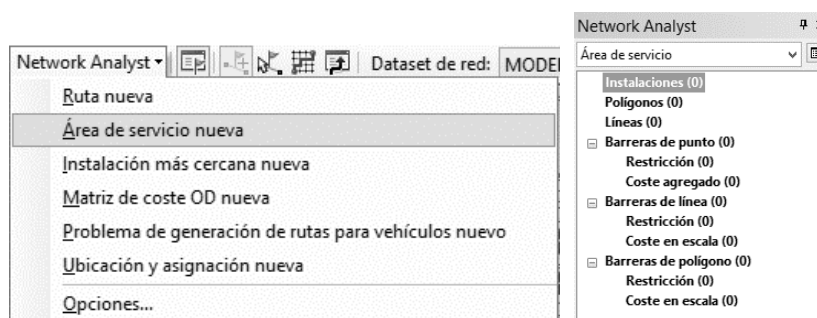 Network Analyst
Dataset de red:
Ruta nueva
Área de servicio nueva
Instalación más cercana nueva
Matriz de coste OD nueva
Problema de generación de rutas para vehículos nuevo
Ubicación y asignación nueva
Opciones...
Network Analyst
Área de servicio
Instalaciones (0)
Polígonos (0)
Líneas (0)
Barreras de punto (0)
Restricción (0)
Coste agregado (0)
Barreras de línea (0)
Restricción (0)
Coste en escala (0)
Barreras de polígono (0)
Restricción (0)
Coste en escala (0)